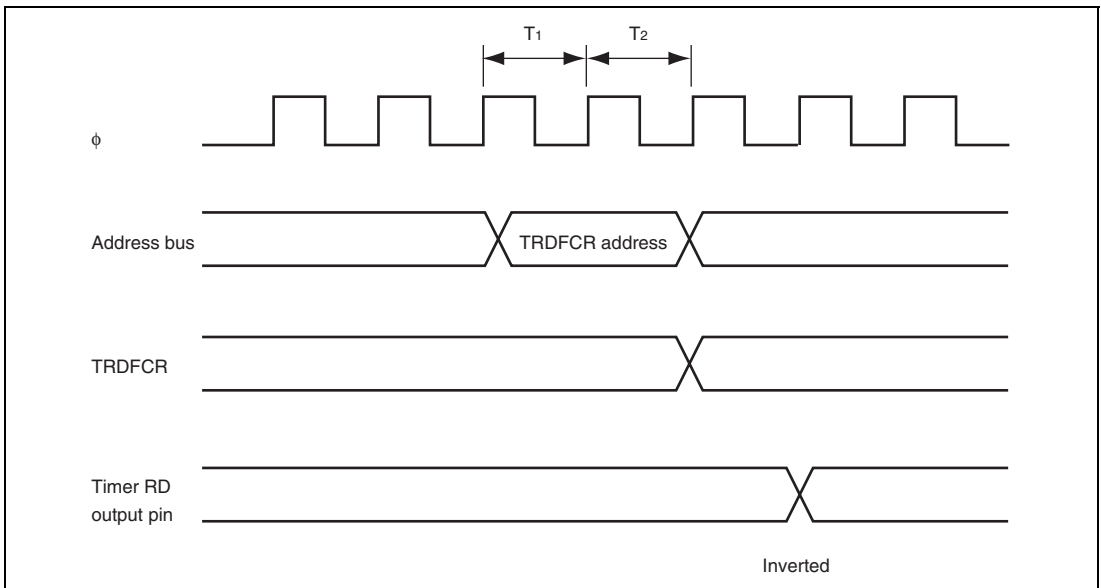 T1 T2
φ
Address bus TRDFCR address
TRDFCR
Timer RD
output pin
Inverted